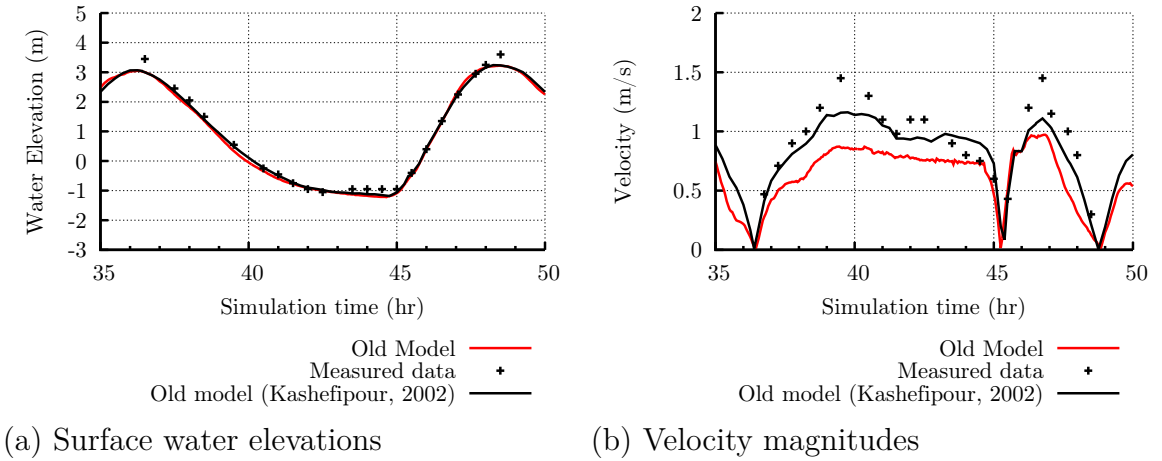 5
4
3
2
1
0
-1
-2
-3
35
40
45
50
Water Elevation (m)
Simulation time (hr)
Old Model
Measured data
Old model (Kashefipour, 2002)
(a) Surface water elevations
2
1.5
1
0.5
0
35
40
45
50
Velocity (m/s)
Simulation time (hr)
Old Model
Measured data
Old model (Kashefipour, 2002)
(b) Velocity magnitudes